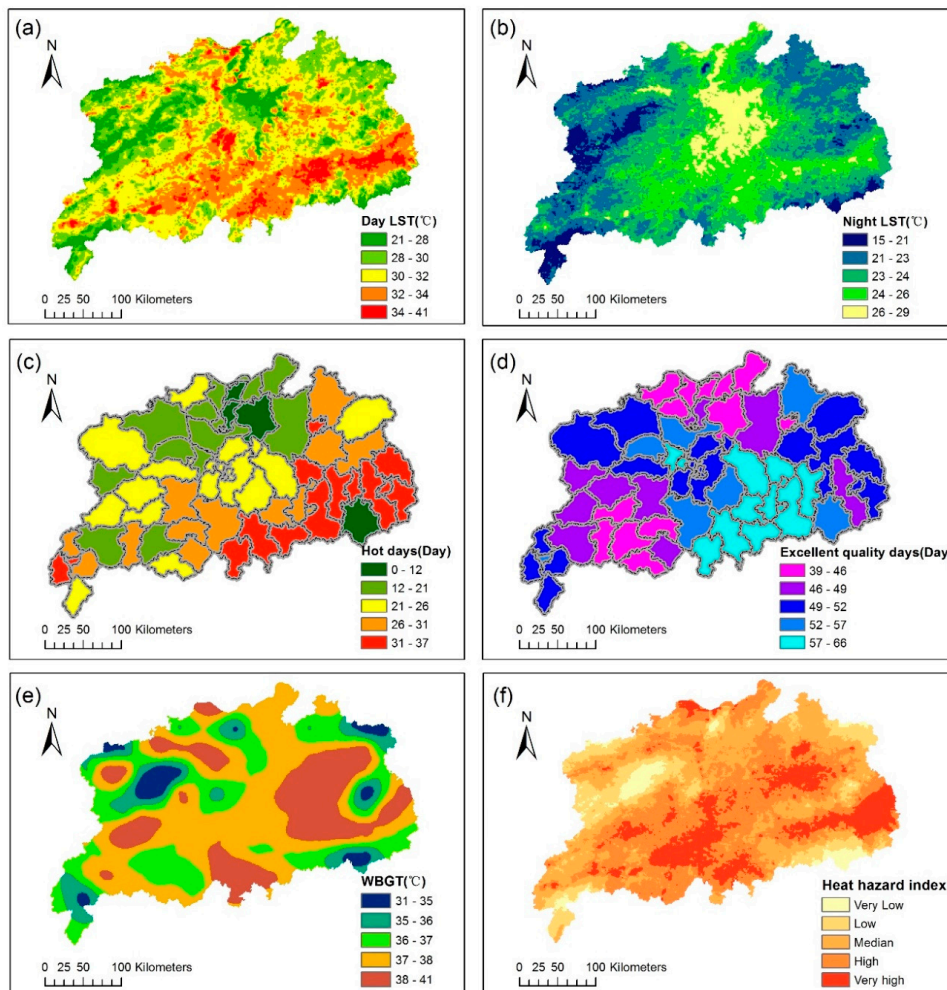 (a)
N
Day LST(℃)
21 - 28
28 - 30
30 - 32
32 - 34
34 - 41
0 25 50 100 Kilometers
(b)
N
Night LST(℃)
15 - 21
21 - 23
23 - 24
24 - 26
26 - 29
0 25 50 100 Kilometers
(c)
N
Hot days(Day)
0 - 12
12 - 21
21 - 26
26 - 31
31 - 37
0 25 50 100 Kilometers
(d)
N
Excellent quality days(Day)
39 - 46
46 - 49
49 - 52
52 - 57
57 - 66
0 25 50 100 Kilometers
(e)
N
WBGT(℃)
31 - 35
35 - 36
36 - 37
37 - 38
38 - 41
0 25 50 100 Kilometers
(f)
N
Heat hazard index
Very Low
Low
Median
High
Very high
0 25 50 100 Kilometers